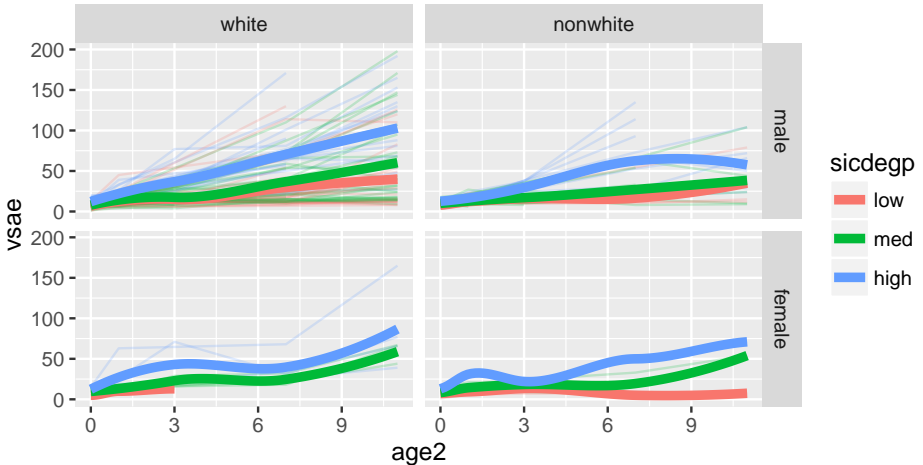 white nonwhite
200
150
100
50
0
male
200
150
100
50
0
female
vsae
0 3 6 9 0 3 6 9
age2
sicdegp
low
med
high